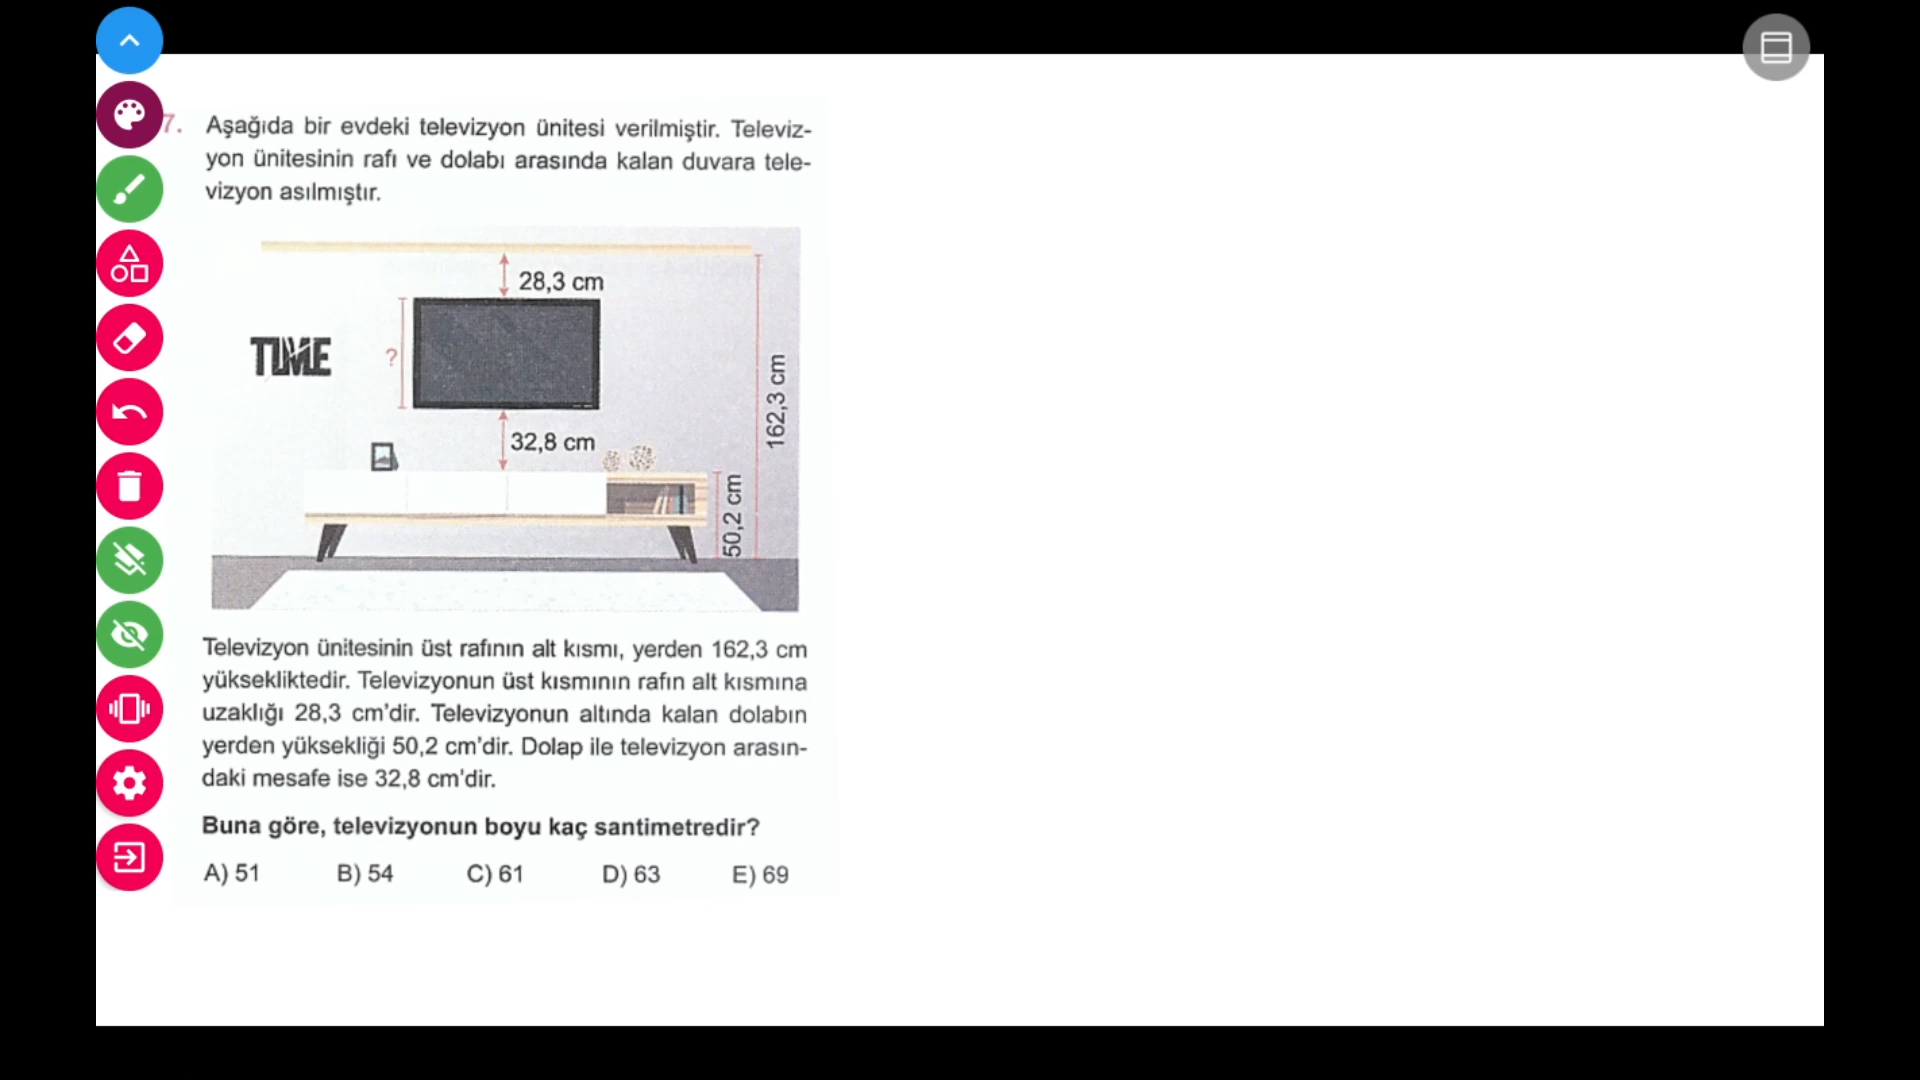 7. Aşağıda bir evdeki televizyon ünitesi verilmiştir. Televiz-
yon ünitesinin rafı ve dolabı arasında kalan duvara tele-
vizyon asılmıştır.
28,3 cm
TIME
?
162,3 cm
32,8 cm
50,2 cm
Televizyon ünitesinin üst rafının alt kısmı, yerden 162,3 cm
yüksekliktedir. Televizyonun üst kısmının rafın alt kısmına
uzaklığı 28,3 cm'dir. Televizyonun altında kalan dolabın
yerden yüksekliği 50,2 cm'dir. Dolap ile televizyon arasın-
daki mesafe ise 32,8 cm'dir.
Buna göre, televizyonun boyu kaç santimetredir?
A) 51 B) 54 C) 61 D) 63 E) 69